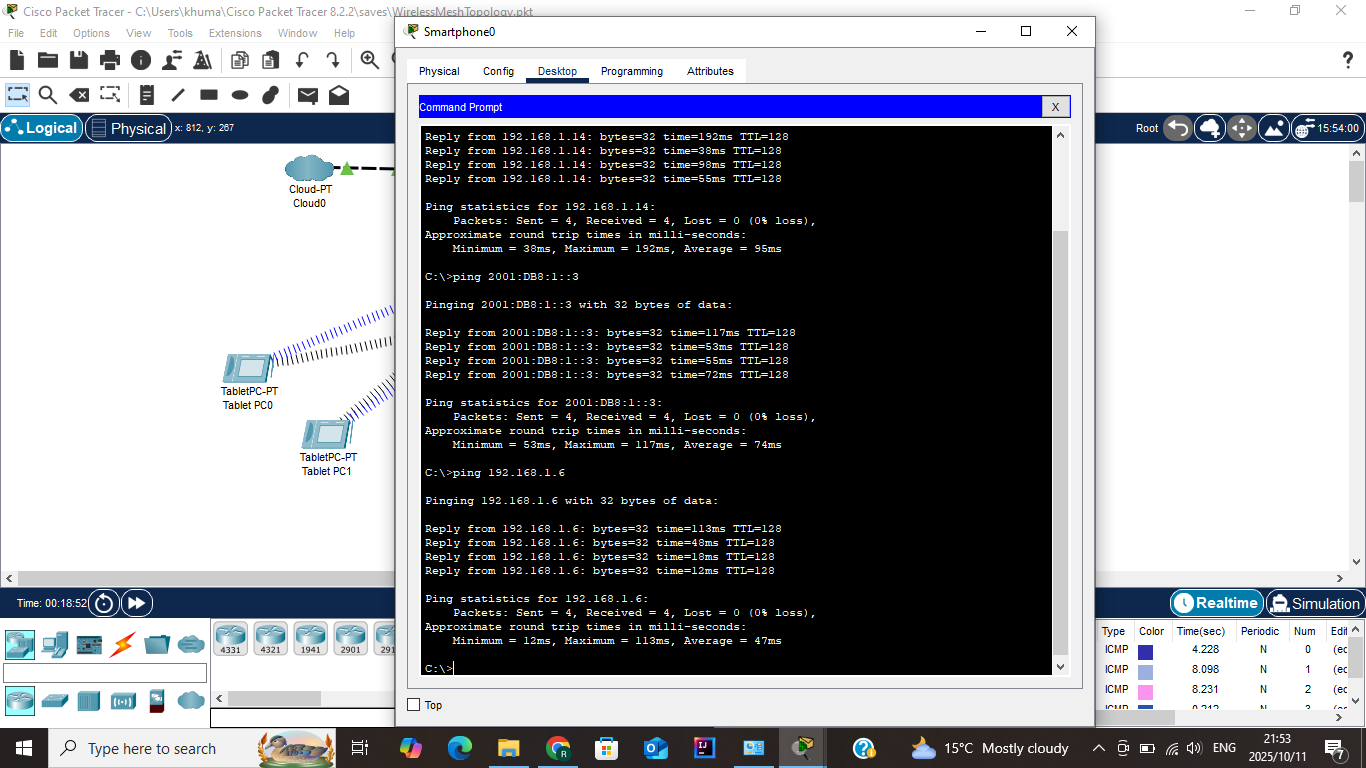 Cisco Packet Tracer - C:\Users\khuma\Cisco Packet Tracer 8.2.2\saves\WirelessMeshTopology.pkt
File Edit Options View Tools Extensions Window Help
Logical Physical x: 812, y: 267
Root 15:54:00
Cloud-PT
Cloud0
TabletPC-PT
Tablet PC0
TabletPC-PT
Tablet PC1
Smartphone0
Physical Config Desktop Programming Attributes
Command Prompt X
Reply from 192.168.1.14: bytes=32 time=192ms TTL=128
Reply from 192.168.1.14: bytes=32 time=38ms TTL=128
Reply from 192.168.1.14: bytes=32 time=98ms TTL=128
Reply from 192.168.1.14: bytes=32 time=55ms TTL=128
Ping statistics for 192.168.1.14:
Packets: Sent = 4, Received = 4, Lost = 0 (0% loss),
Approximate round trip times in milli-seconds:
Minimum = 38ms, Maximum = 192ms, Average = 95ms
C:\>ping 2001:DB8:1::3
Pinging 2001:DB8:1::3 with 32 bytes of data:
Reply from 2001:DB8:1::3: bytes=32 time=117ms TTL=128
Reply from 2001:DB8:1::3: bytes=32 time=53ms TTL=128
Reply from 2001:DB8:1::3: bytes=32 time=55ms TTL=128
Reply from 2001:DB8:1::3: bytes=32 time=72ms TTL=128
Ping statistics for 2001:DB8:1::3:
Packets: Sent = 4, Received = 4, Lost = 0 (0% loss),
Approximate round trip times in milli-seconds:
Minimum = 53ms, Maximum = 117ms, Average = 74ms
C:\>ping 192.168.1.6
Pinging 192.168.1.6 with 32 bytes of data:
Reply from 192.168.1.6: bytes=32 time=113ms TTL=128
Reply from 192.168.1.6: bytes=32 time=48ms TTL=128
Reply from 192.168.1.6: bytes=32 time=18ms TTL=128
Reply from 192.168.1.6: bytes=32 time=12ms TTL=128
Ping statistics for 192.168.1.6:
Packets: Sent = 4, Received = 4, Lost = 0 (0% loss),
Approximate round trip times in milli-seconds:
Minimum = 12ms, Maximum = 113ms, Average = 47ms
C:\>
Top
Time: 00:18:52
Realtime Simulation
4331 4321 1941 2901
Type Color Time(sec) Periodic Num
ICMP 4.228 N 0
ICMP 8.098 N 1
ICMP 8.231 N 2
Type here to search
15°C Mostly cloudy
ENG
21:53
2025/10/11
7